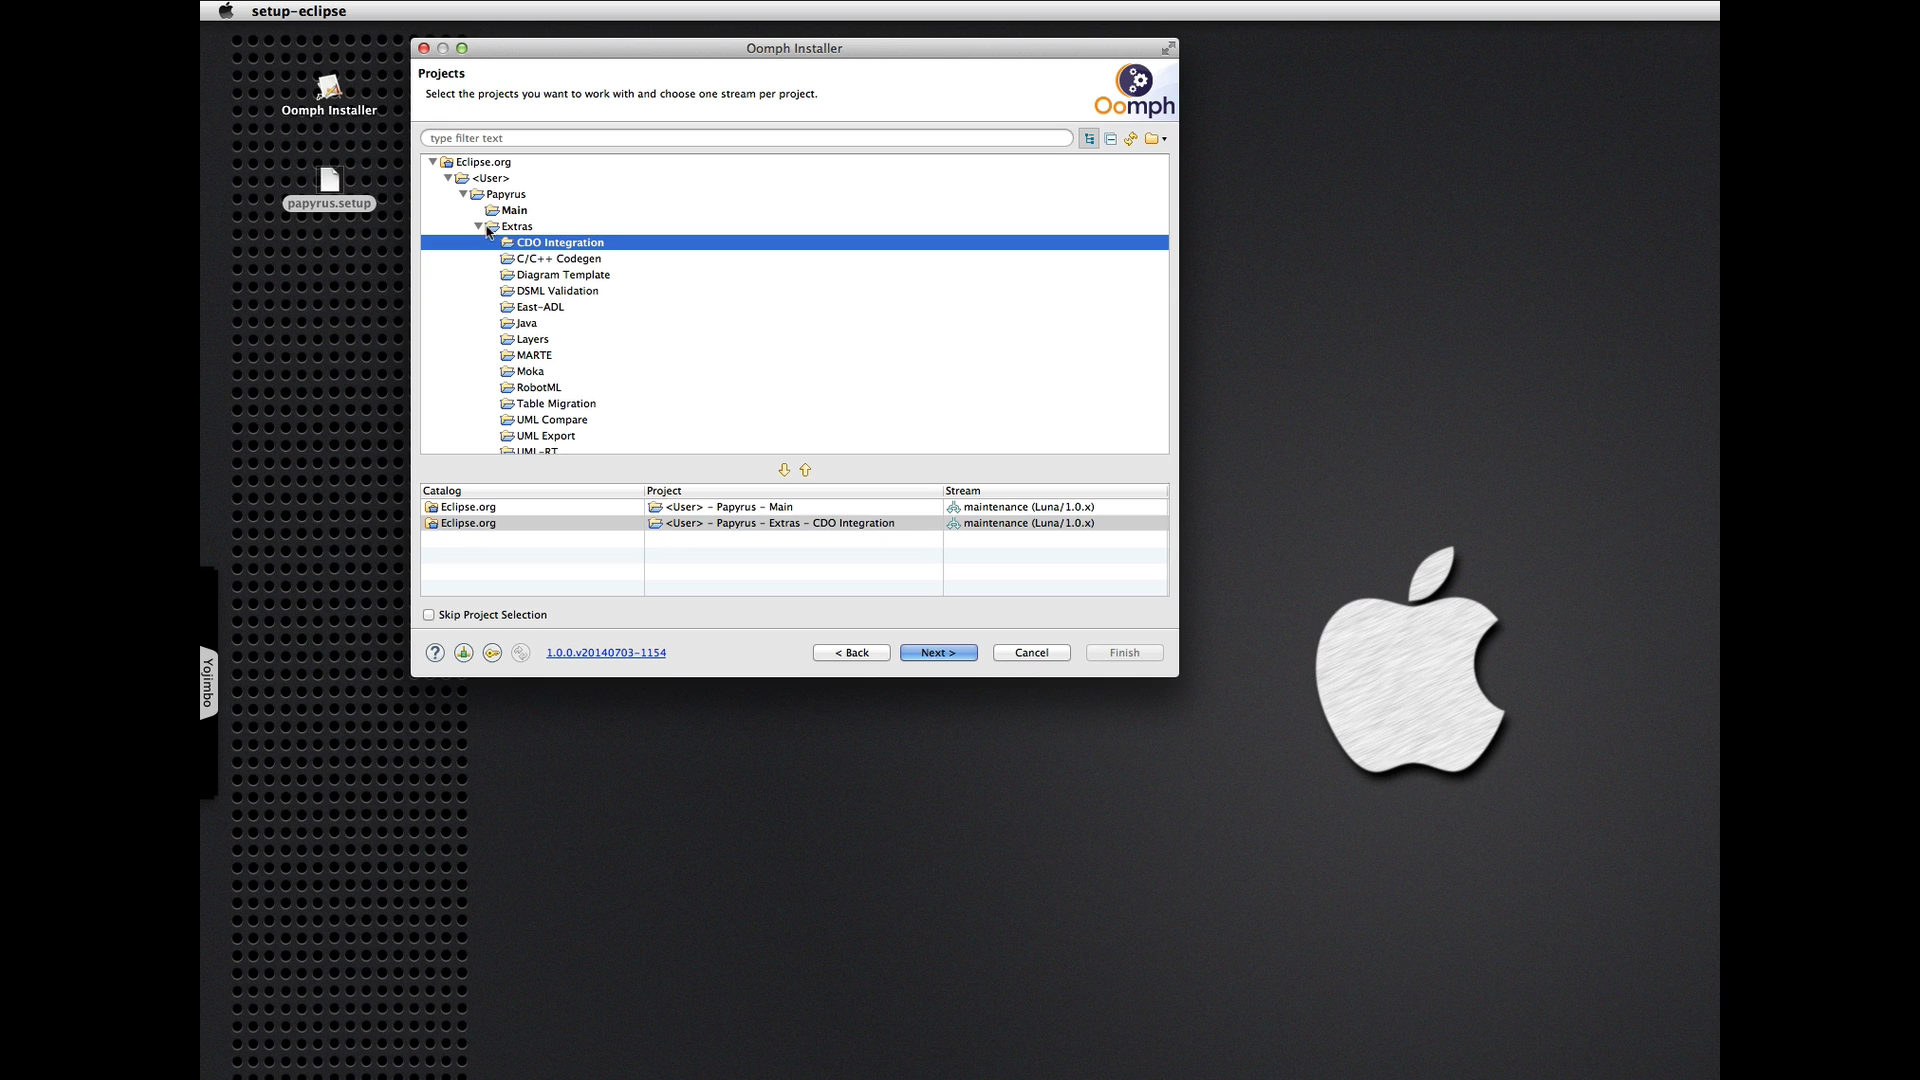 setup-eclipse
Oomph Installer
Projects
Select the projects you want to work with and choose one stream per project.
Oomph
Oomph Installer
papyrus.setup
type filter text
Eclipse.org
<User>
Papyrus
Main
Extras
CDO Integration
C/C++ Codegen
Diagram Template
DSML Validation
East-ADL
Java
Layers
MARTE
Moka
RobotML
Table Migration
UML Compare
UML Export
UML-RT
Catalog Project Stream
Eclipse.org <User> - Papyrus - Main maintenance (Luna/1.0.x)
Eclipse.org <User> - Papyrus - Extras - CDO Integration maintenance (Luna/1.0.x)
Skip Project Selection
? 1.0.0.v20140703-1154 < Back Next > Cancel Finish
Yojimbo